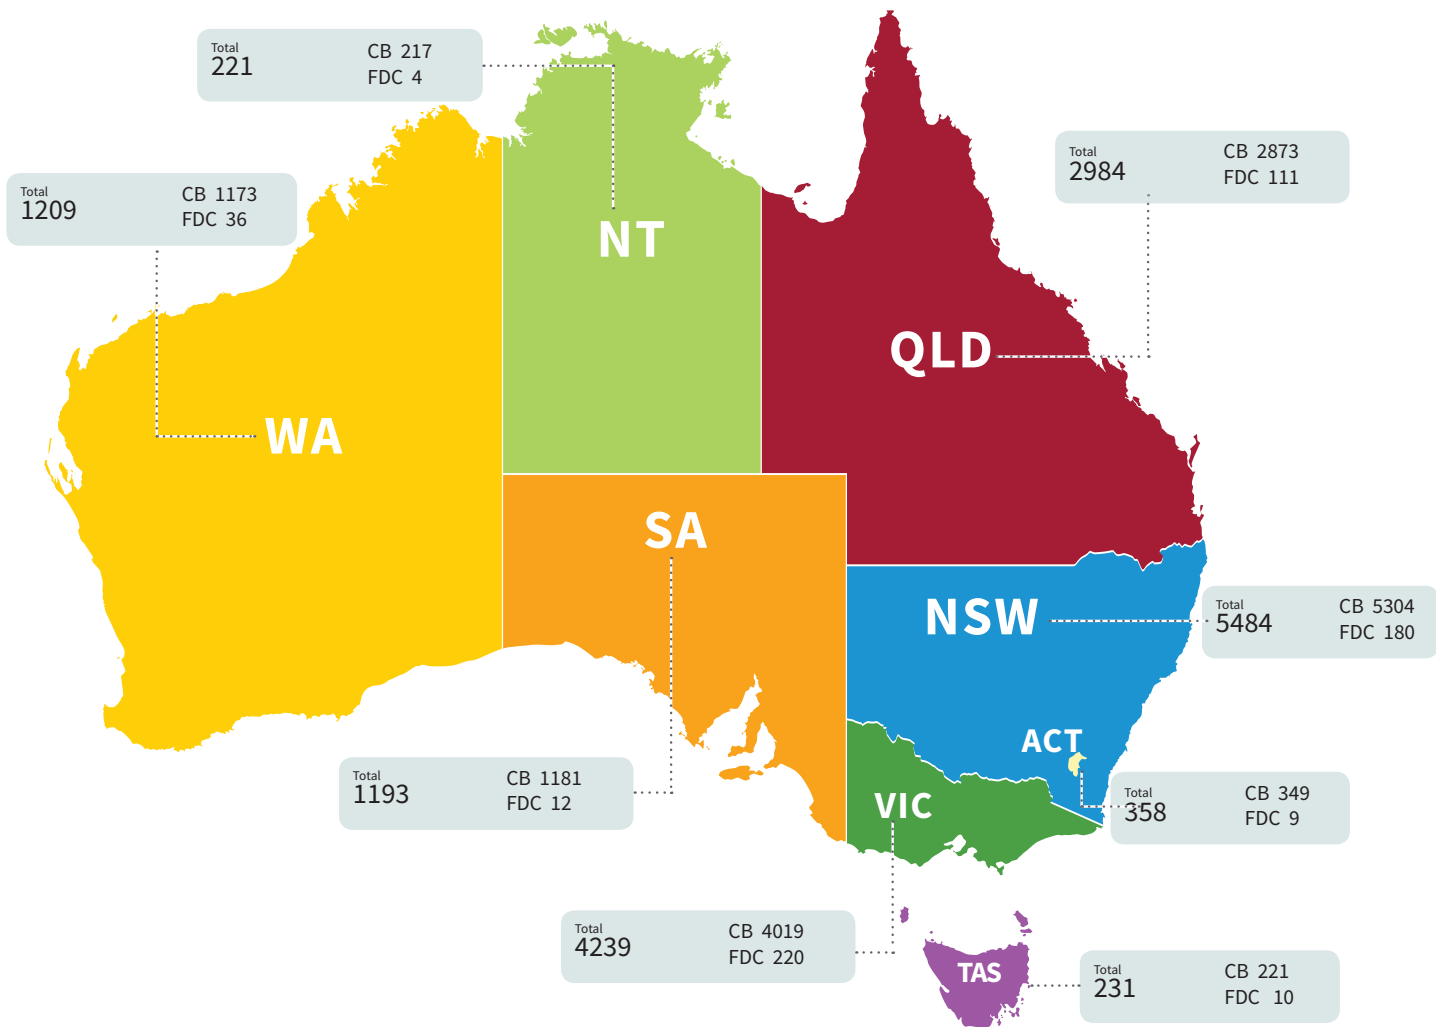 Total
221
CB 217
FDC 4
Total
2984
CB 2873
FDC 111
Total
1209
CB 1173
FDC 36
NT
QLD
WA
SA
NSW
Total
5484
CB 5304
FDC 180
ACT
Total
1193
CB 1181
FDC 12
VIC
Total
358
CB 349
FDC 9
Total
4239
CB 4019
FDC 220
TAS
Total
231
CB 221
FDC 10